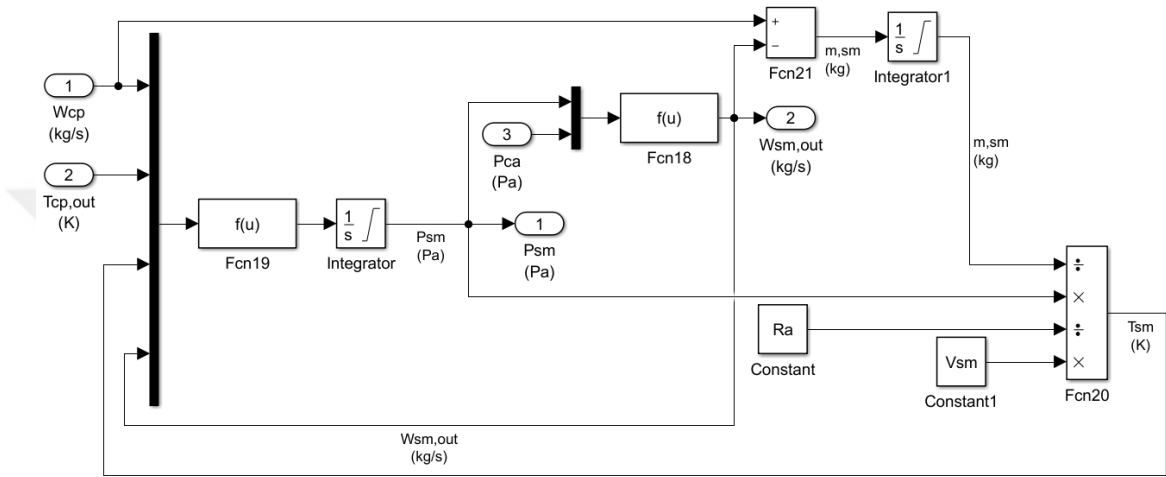 1
Wcp
(kg/s)
2
Tcp,out
(K)
f(u)
Fcn19
1
s
Integrator
Psm
(Pa)
3
Pca
(Pa)
1
Psm
(Pa)
f(u)
Fcn18
2
Wsm,out
(kg/s)
+
−
Fcn21
m,sm
(kg)
1
s
Integrator1
m,sm
(kg)
Ra
Constant
Vsm
Constant1
÷
×
÷
×
Fcn20
Tsm
(K)
Wsm,out
(kg/s)